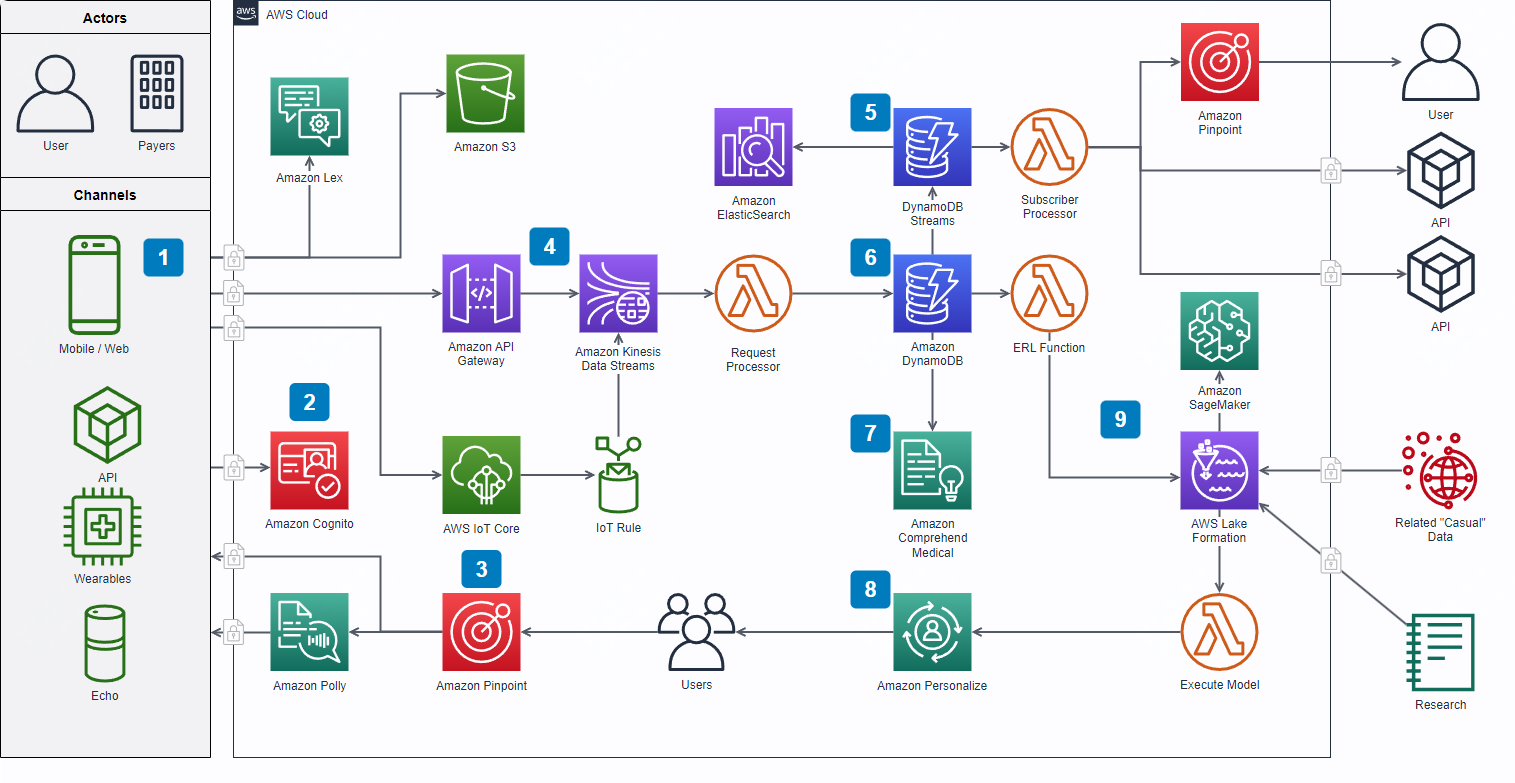 Actors
User
Payers
Channels
1
Mobile / Web
API
Wearables
Echo
aws
AWS Cloud
Amazon Lex
Amazon S3
4
Amazon API
Gateway
Amazon Kinesis
Data Streams
2
Amazon Cognito
AWS IoT Core
IoT Rule
3
Amazon Polly
Amazon Pinpoint
Users
Amazon
ElasticSearch
5
DynamoDB
Streams
Subscriber
Processor
Request
Processor
6
Amazon
DynamoDB
ERL Function
7
Amazon
Comprehend
Medical
8
Amazon Personalize
Amazon
Pinpoint
Amazon
SageMaker
9
AWS Lake
Formation
Execute Model
User
API
API
Related "Casual"
Data
Research